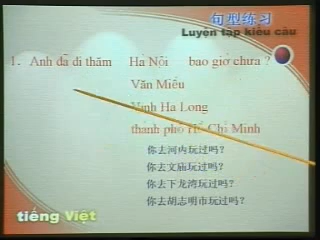 句型练习
Luyện tập kiểu câu
1. Anh đã đi thăm Hà Nội bao giờ chưa ?
Văn Miếu
Vịnh Hạ Long
thành phố Hồ Chí Minh
你去河内玩过吗?
你去文庙玩过吗?
你去下龙湾玩过吗?
你去胡志明市玩过吗?
tiếng Việt